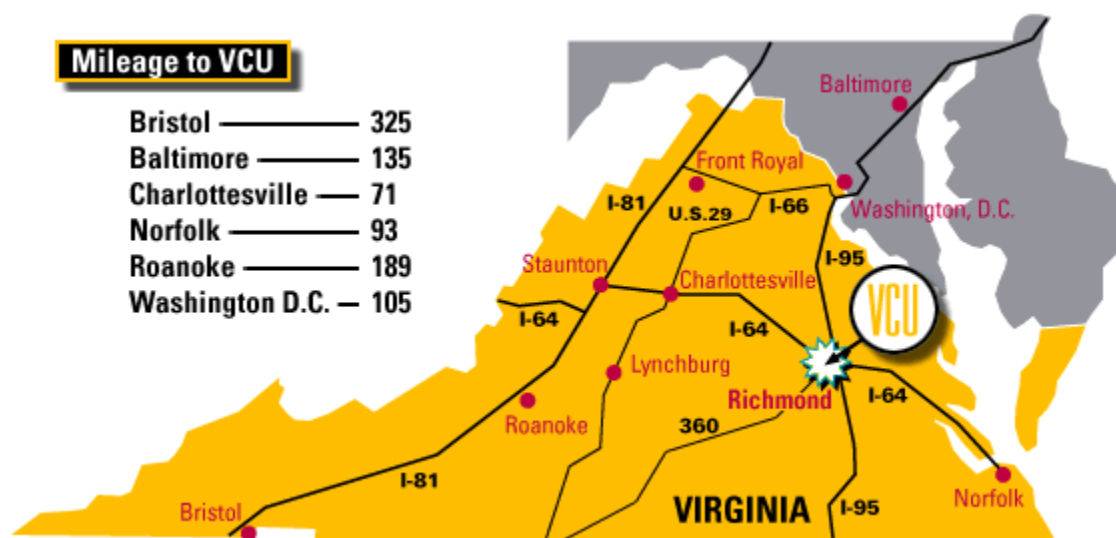 Mileage to VCU
Bristol 325
Baltimore 135
Charlottesville 71
Norfolk 93
Roanoke 189
Washington D.C. 105
Baltimore
Front Royal
I-81
U.S.29
I-66
Washington, D.C.
Staunton
Charlottesville
I-95
I-64
I-64
VCU
Lynchburg
Richmond
I-64
Roanoke
360
I-81
Norfolk
VIRGINIA
I-95
Bristol